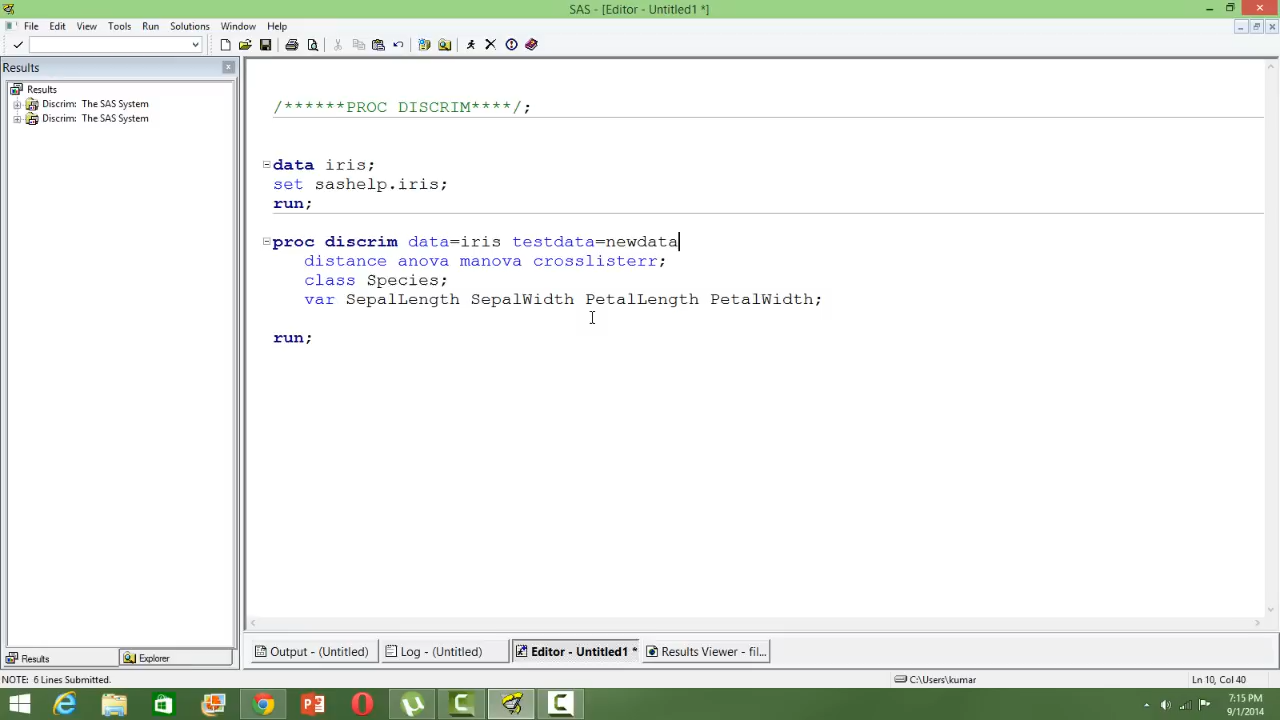 SAS - [Editor - Untitled1 *]
File Edit View Tools Run Solutions Window Help
Results
Results
Discrim: The SAS System
Discrim: The SAS System
/******PROC DISCRIM****/;
data iris;
set sashelp.iris;
run;
proc discrim data=iris testdata=newdata
distance anova manova crosslisterr;
class Species;
var SepalLength SepalWidth PetalLength PetalWidth;
run;
Results Explorer
Output - (Untitled) Log - (Untitled) Editor - Untitled1 * Results Viewer - fil...
NOTE: 6 Lines Submitted. C:\Users\kumar Ln 10, Col 40
7:15 PM
9/1/2014